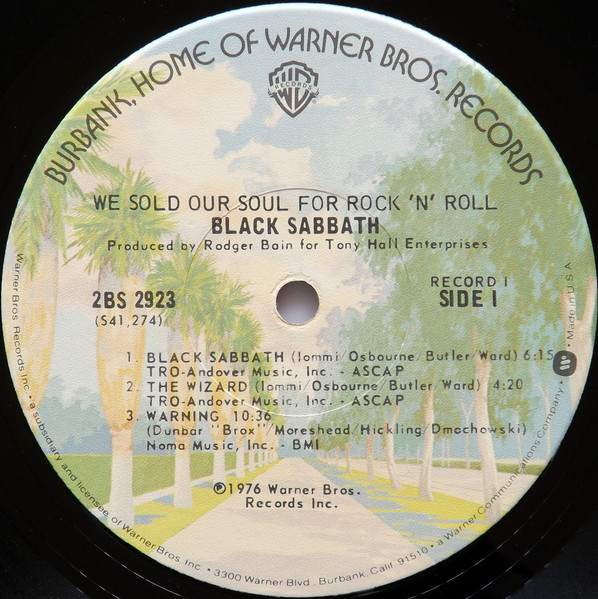 BURBANK, HOME OF WARNER BROS. RECORDS
WB
RECORDS
WE SOLD OUR SOUL FOR ROCK 'N' ROLL
BLACK SABBATH
Produced by Rodger Bain for Tony Hall Enterprises
2BS 2923
(S41,274)
RECORD 1
SIDE 1
1. BLACK SABBATH (Iommi/Osbourne/Butler/Ward) 6:15
TRO-Andover Music, Inc. - ASCAP
2. THE WIZARD (Iommi/Osbourne/Butler/Ward) 4:20
TRO-Andover Music, Inc. - ASCAP
3. WARNING 10:36
(Dunbar "Brox"/Moreshead/Hickling/Dmochowski)
Noma Music, Inc. - BMI
℗1976 Warner Bros.
Records Inc.
Warner Bros. Records Inc. • a subsidiary and licensee of Warner Bros. Inc. • 3300 Warner Blvd., Burbank, Calif. 91510 • a Warner Communications Company. • Made in U.S.A.